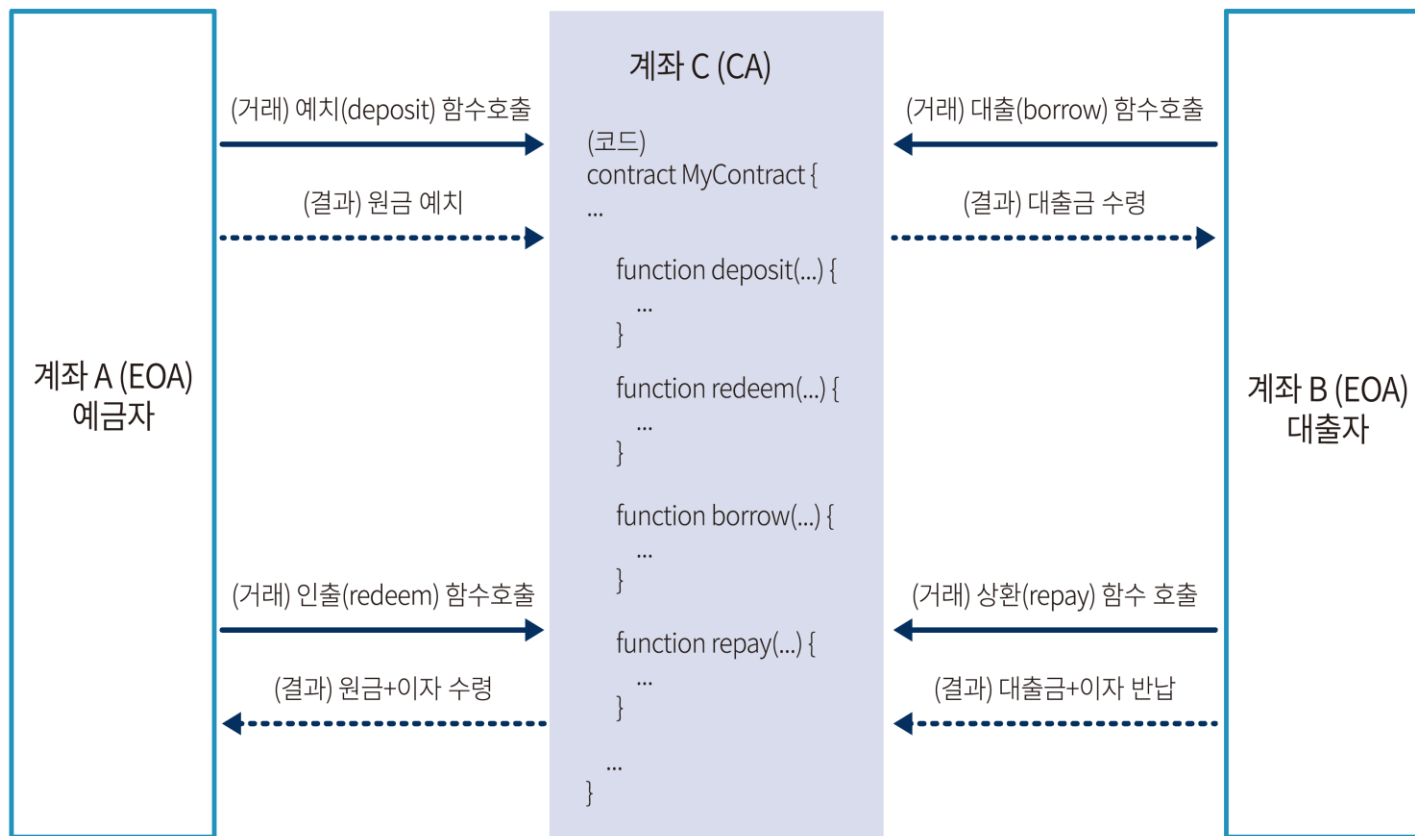 계좌 A (EOA)
예금자
(거래) 예치(deposit) 함수호출
(결과) 원금 예치
(거래) 인출(redeem) 함수호출
(결과) 원금+이자 수령
계좌 C (CA)
(코드)
contract MyContract {
...
function deposit(...) {
...
}
function redeem(...) {
...
}
function borrow(...) {
...
}
function repay(...) {
...
}
...
}
(거래) 대출(borrow) 함수호출
(결과) 대출금 수령
(거래) 상환(repay) 함수 호출
(결과) 대출금+이자 반납
계좌 B (EOA)
대출자